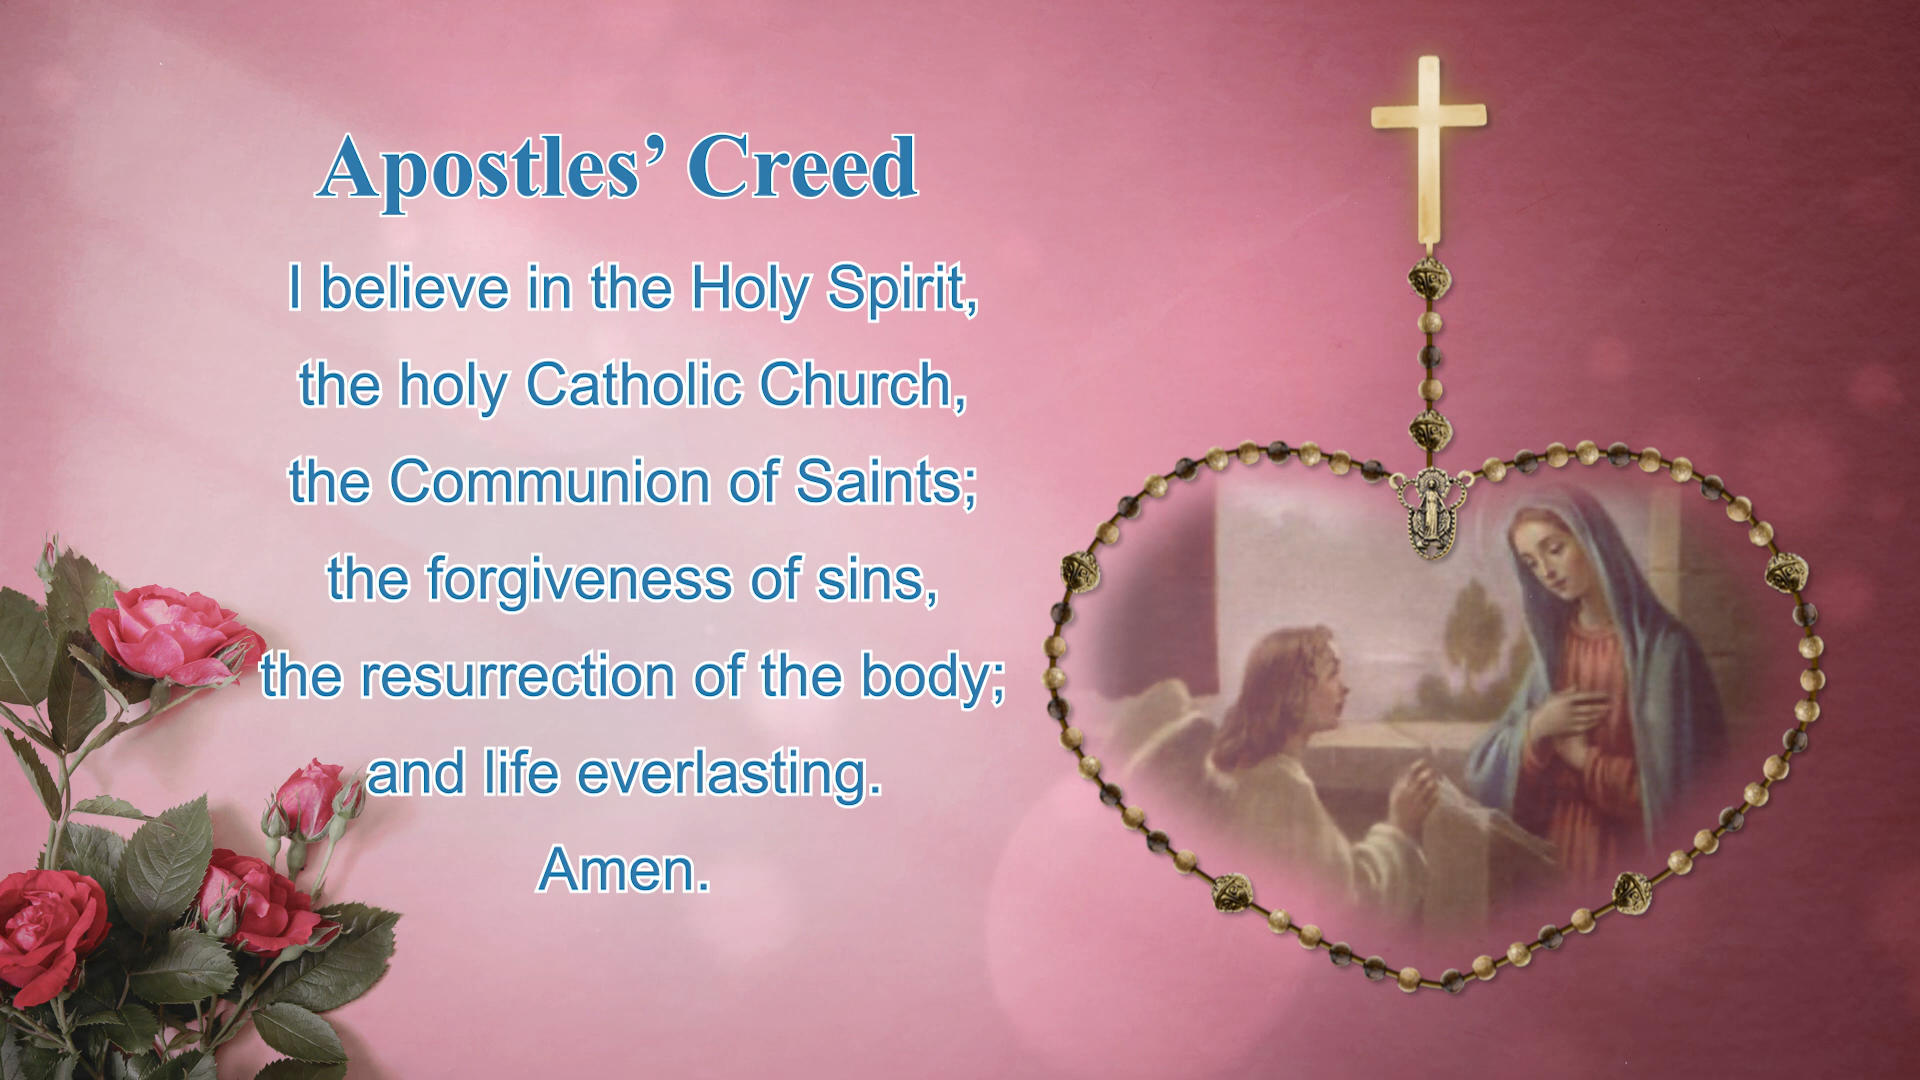 Apostles’ Creed
I believe in the Holy Spirit,
the holy Catholic Church,
the Communion of Saints;
the forgiveness of sins,
the resurrection of the body;
and life everlasting.
Amen.